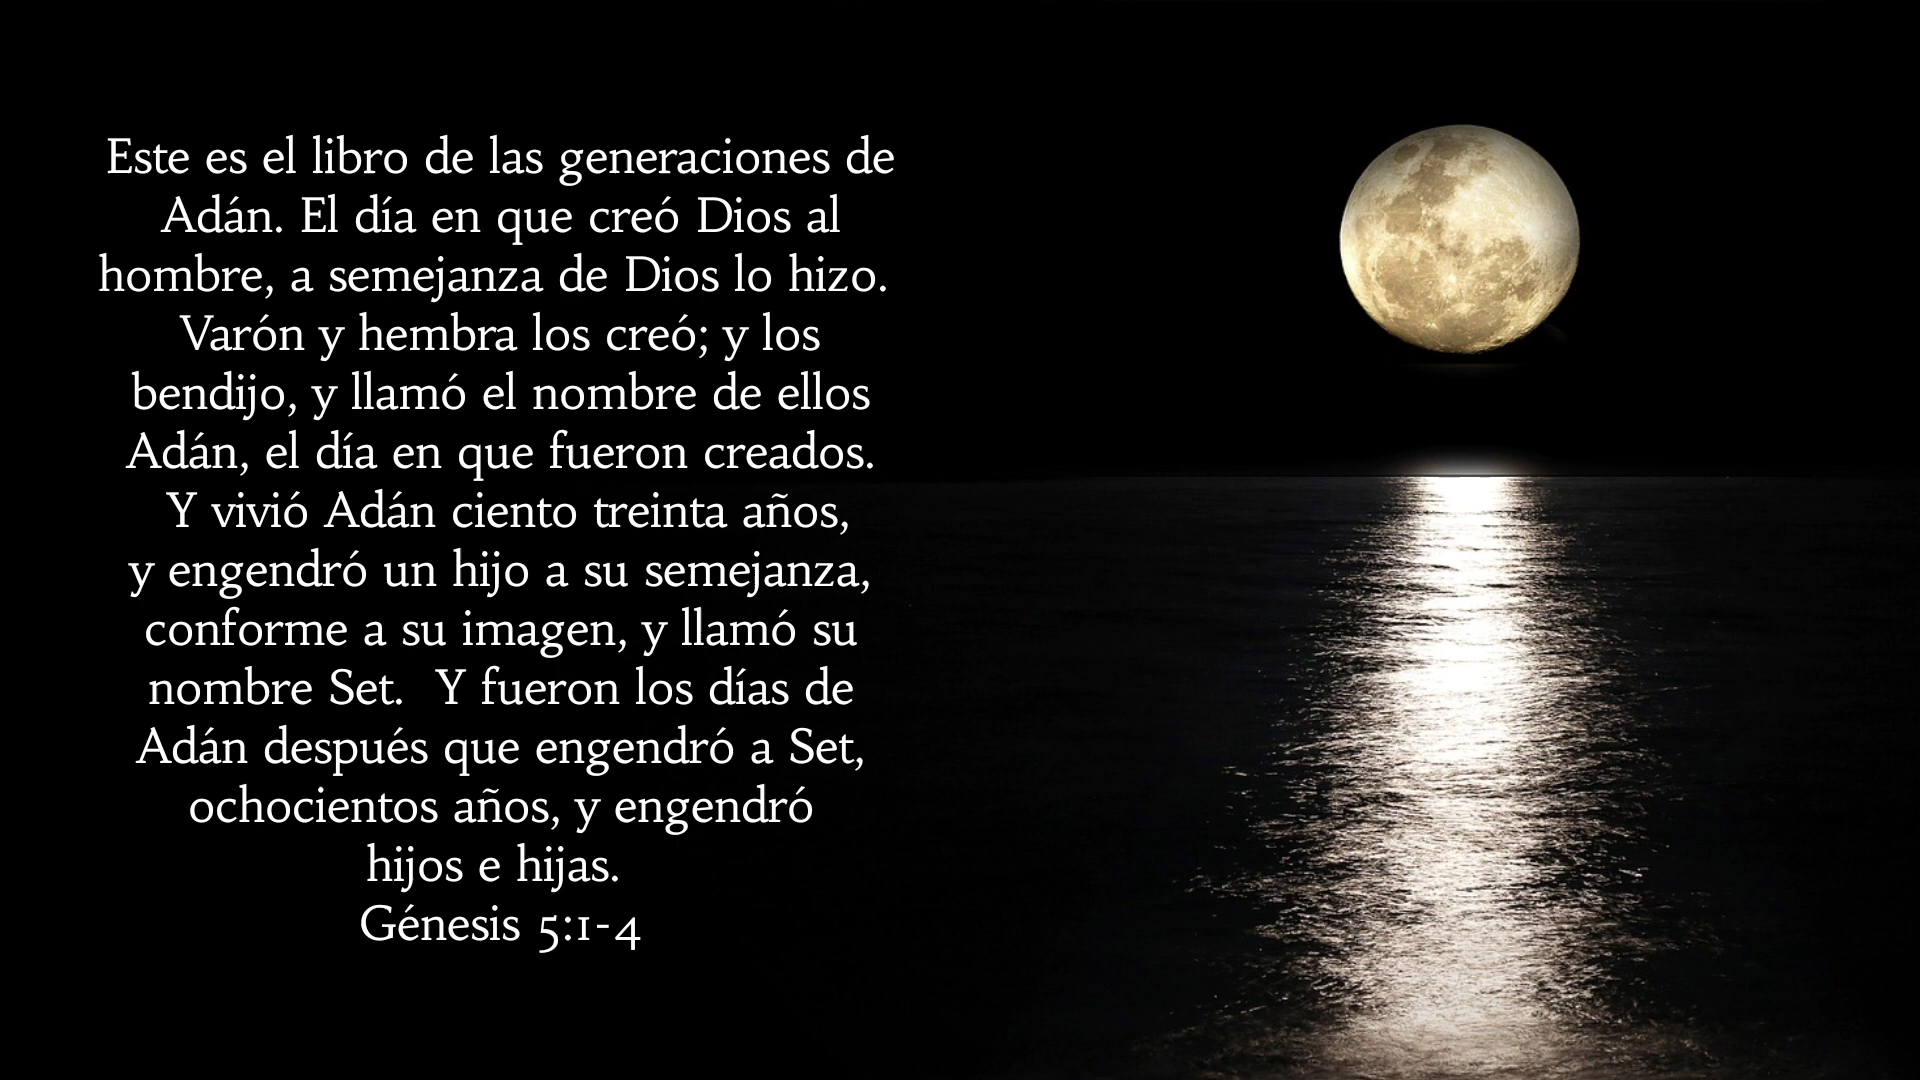 Este es el libro de las generaciones de
Adán. El día en que creó Dios al
hombre, a semejanza de Dios lo hizo.
Varón y hembra los creó; y los
bendijo, y llamó el nombre de ellos
Adán, el día en que fueron creados.
Y vivió Adán ciento treinta años,
y engendró un hijo a su semejanza,
conforme a su imagen, y llamó su
nombre Set.  Y fueron los días de
Adán después que engendró a Set,
ochocientos años, y engendró
hijos e hijas.
Génesis 5:1-4